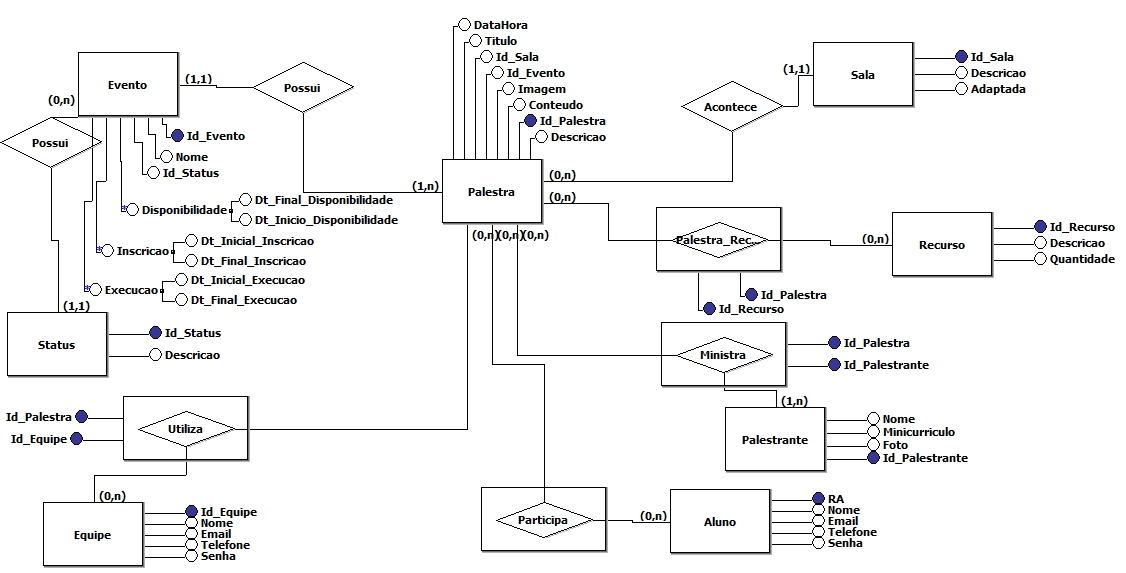 DataHora
Titulo
Id_Sala
Id_Evento
Imagem
Conteudo
Id_Palestra
Descricao
Evento
(1,1)
Possui
(0,n)
Possui
Id_Evento
Nome
Id_Status
Disponibilidade
Dt_Final_Disponibilidade
Dt_Inicio_Disponibilidade
Inscricao
Dt_Inicial_Inscricao
Dt_Final_Inscricao
Execucao
Dt_Inicial_Execucao
Dt_Final_Execucao
(1,1)
Status
Id_Status
Descricao
(1,n)
Palestra
(0,n)
(0,n)
(0,n)(0,n)(0,n)
Acontece
(1,1)
Sala
Id_Sala
Descricao
Adaptada
Palestra_Rec...
Id_Palestra
Id_Recurso
(0,n)
Recurso
Id_Recurso
Descricao
Quantidade
Ministra
Id_Palestra
Id_Palestrante
(1,n)
Palestrante
Nome
Minicurriculo
Foto
Id_Palestrante
Id_Palestra
Id_Equipe
Utiliza
(0,n)
Equipe
Id_Equipe
Nome
Email
Telefone
Senha
Participa
(0,n)
Aluno
RA
Nome
Email
Telefone
Senha